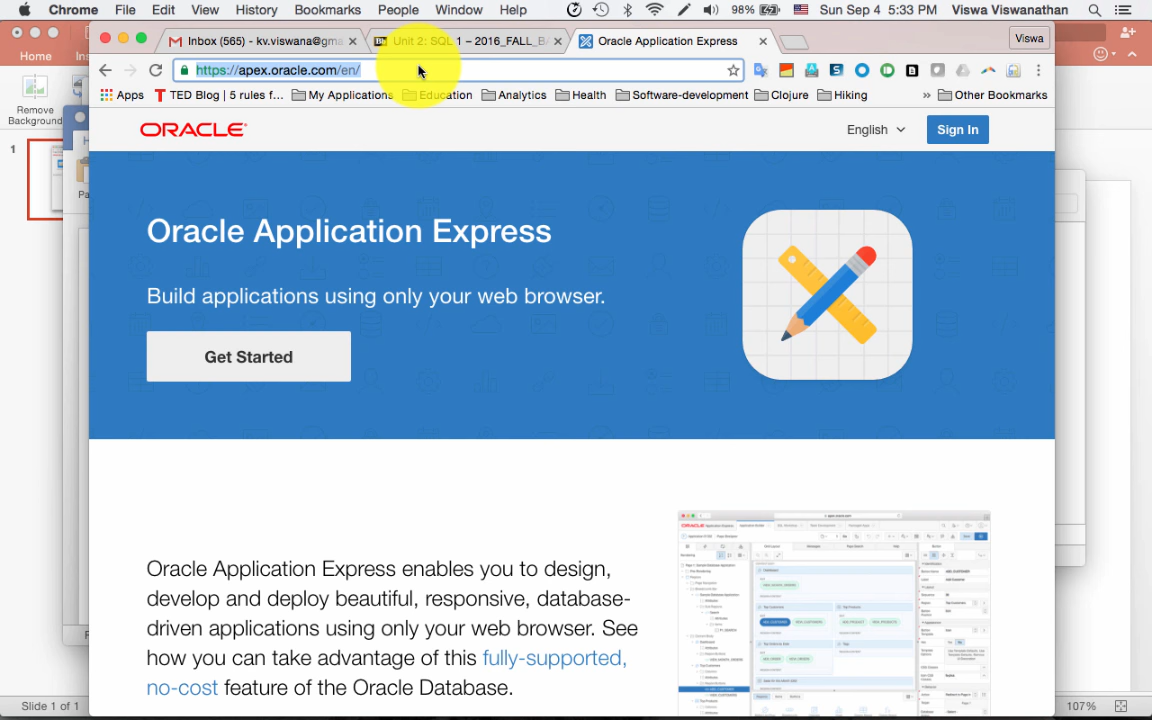 Chrome File Edit View History Bookmarks People Window Help 98% Sun Sep 4 5:33 PM Viswa Viswanathan
Home
Inbox (565) - kv.viswana@gma
Unit 2: SQL 1 – 2016_FALL_BA
Oracle Application Express
Viswa
https://apex.oracle.com/en/
Apps TED Blog | 5 rules f... My Applications Education Analytics Health Software-development Clojure Hiking » Other Bookmarks
Remove
Background
1
ORACLE
English
Sign In
Oracle Application Express
Build applications using only your web browser.
Get Started
Oracle Application Express enables you to design,
develop and deploy beautiful, responsive, database-
driven applications using only your web browser. See
how you can take advantage of this fully-supported,
no-cost feature of the Oracle Database.
Slide 1 of 1
107%